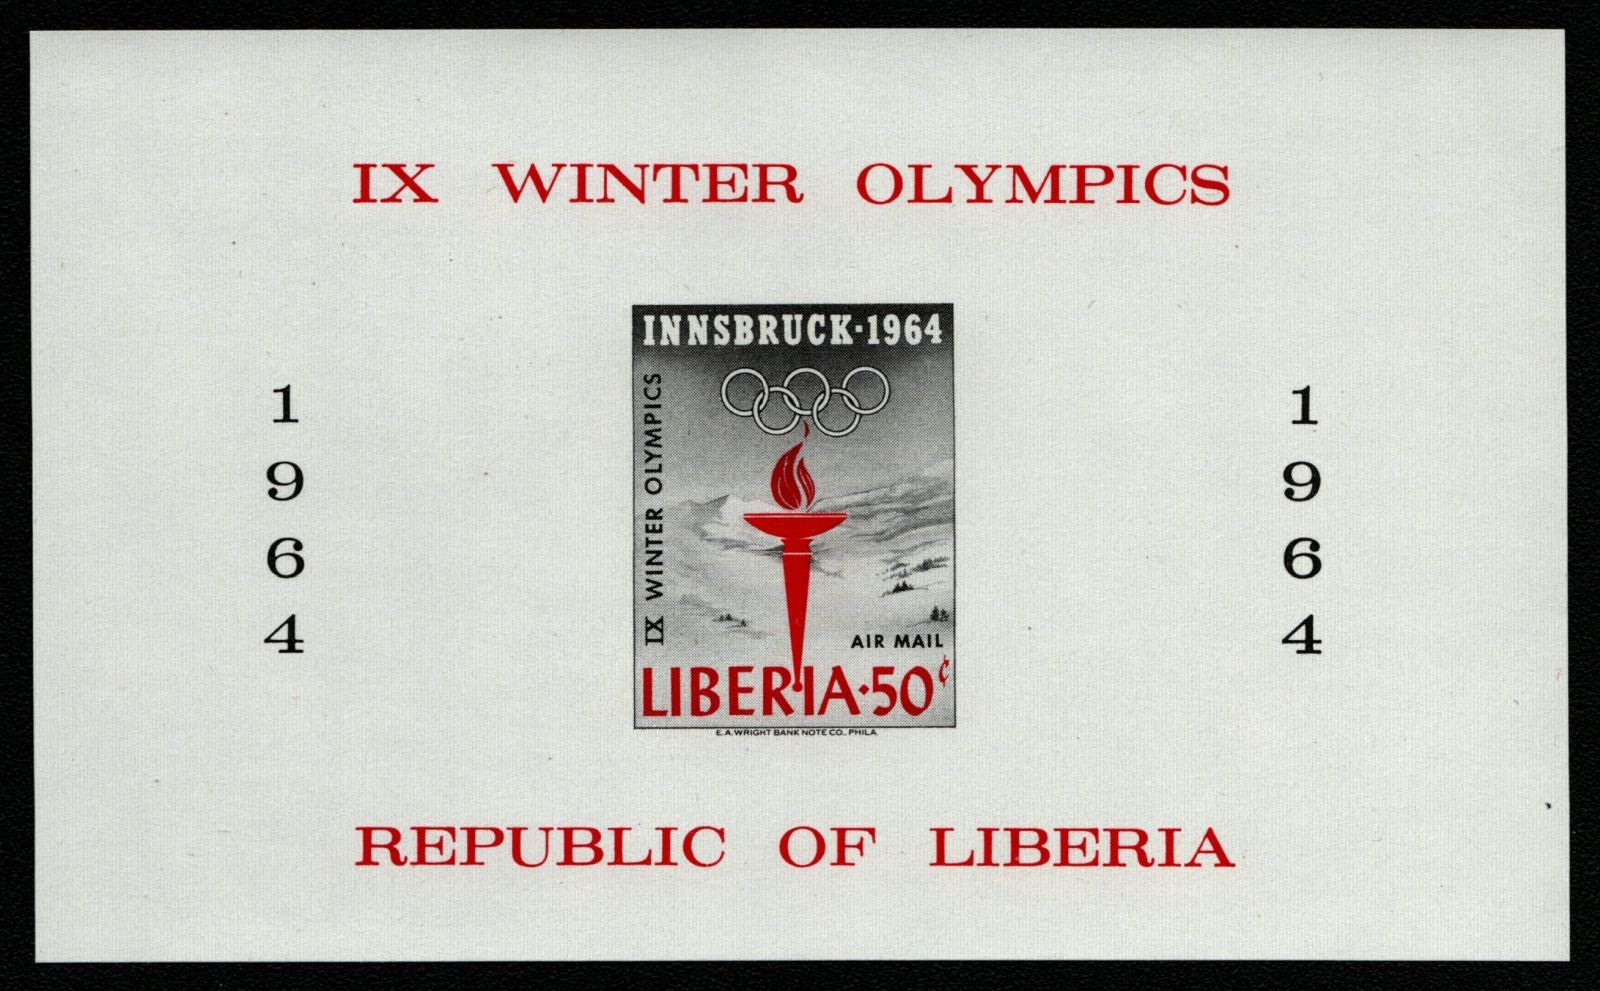 IX WINTER OLYMPICS
1
9
6
4
INNSBRUCK·1964
IX WINTER OLYMPICS
AIR MAIL
LIBERIA·50¢
E.A. WRIGHT BANK NOTE CO., PHILA.
1
9
6
4
REPUBLIC OF LIBERIA